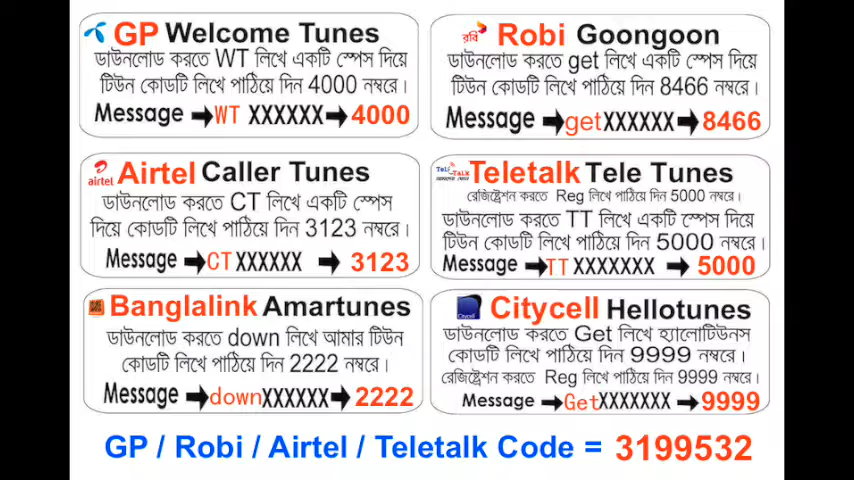 GP Welcome Tunes
ডাউনলোড করতে WT লিখে একটি স্পেস দিয়ে
টিউন কোডটি লিখে পাঠিয়ে দিন 4000 নম্বরে।
Message WT XXXXXX 4000
রবি Robi Goongoon
ডাউনলোড করতে get লিখে একটি স্পেস দিয়ে
টিউন কোডটি লিখে পাঠিয়ে দিন 8466 নম্বরে।
Message getXXXXXX 8466
airtel Airtel Caller Tunes
ডাউনলোড করতে CT লিখে একটি স্পেস
দিয়ে কোডটি লিখে পাঠিয়ে দিন 3123 নম্বরে।
Message CT XXXXXX 3123
TeleTalk Teletalk Tele Tunes
রেজিষ্ট্রেশন করতে Reg লিখে পাঠিয়ে দিন 5000 নম্বরে।
ডাউনলোড করতে TT লিখে একটি স্পেস দিয়ে
টিউন কোডটি লিখে পাঠিয়ে দিন 5000 নম্বরে।
Message TT XXXXXXX 5000
Banglalink Amartunes
ডাউনলোড করতে down লিখে আমার টিউন
কোডটি লিখে পাঠিয়ে দিন 2222 নম্বরে।
Message downXXXXXX 2222
Citycell Citycell Hellotunes
ডাউনলোড করতে Get লিখে হ্যালোটিউনস
কোডটি লিখে পাঠিয়ে দিন 9999 নম্বরে।
রেজিষ্ট্রেশন করতে Reg লিখে পাঠিয়ে দিন 9999 নম্বরে।
Message GetXXXXXXX 9999
GP / Robi / Airtel / Teletalk Code = 3199532